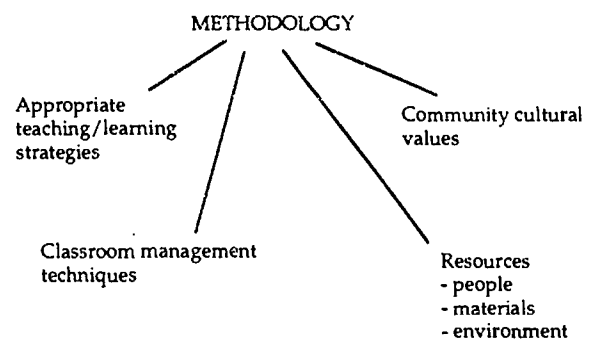 METHODOLOGY
Appropriate
teaching/learning
strategies
Community cultural
values
Classroom management
techniques
Resources
- people
- materials
- environment